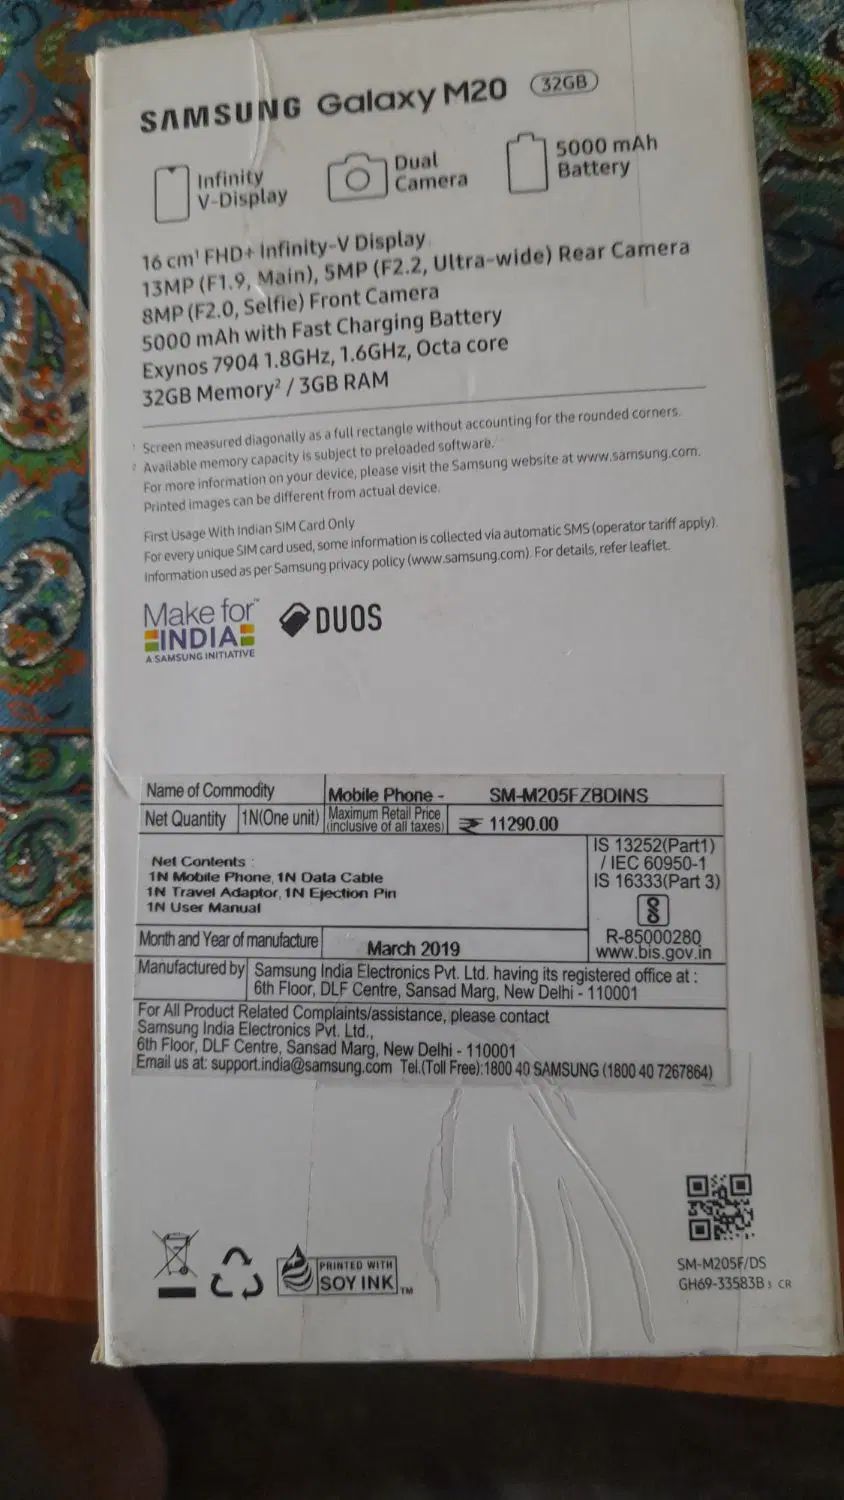 SAMSUNG Galaxy M20 32GB
Infinity
V-Display
Dual
Camera
5000 mAh
Battery
16 cm¹ FHD+ Infinity-V Display
13MP (F1.9, Main), 5MP (F2.2, Ultra-wide) Rear Camera
8MP (F2.0, Selfie) Front Camera
5000 mAh with Fast Charging Battery
Exynos 7904 1.8GHz, 1.6GHz, Octa core
32GB Memory² / 3GB RAM
¹ Screen measured diagonally as a full rectangle without accounting for the rounded corners.
² Available memory capacity is subject to preloaded software.
For more information on your device, please visit the Samsung website at www.samsung.com.
Printed images can be different from actual device.
First Usage With Indian SIM Card Only
For every unique SIM card used, some information is collected via automatic SMS (operator tariff apply).
Information used as per Samsung privacy policy (www.samsung.com). For details, refer leaflet.
Make for™
INDIA
A SAMSUNG INITIATIVE
DUOS
Name of Commodity Mobile Phone - SM-M205FZBDINS
Net Quantity 1N(One unit) Maximum Retail Price
(inclusive of all taxes) ₹ 11290.00
Net Contents :
1N Mobile Phone, 1N Data Cable
1N Travel Adaptor, 1N Ejection Pin
1N User Manual
IS 13252(Part1)
/ IEC 60950-1
IS 16333(Part 3)
R-85000280
www.bis.gov.in
Month and Year of manufacture March 2019
Manufactured by Samsung India Electronics Pvt. Ltd. having its registered office at :
6th Floor, DLF Centre, Sansad Marg, New Delhi - 110001
For All Product Related Complaints/assistance, please contact
Samsung India Electronics Pvt. Ltd.,
6th Floor, DLF Centre, Sansad Marg, New Delhi - 110001
Email us at: support.india@samsung.com Tel.(Toll Free):1800 40 SAMSUNG (1800 40 7267864)
PRINTED WITH
SOY INK™
SM-M205F/DS
GH69-33583B 3 CR